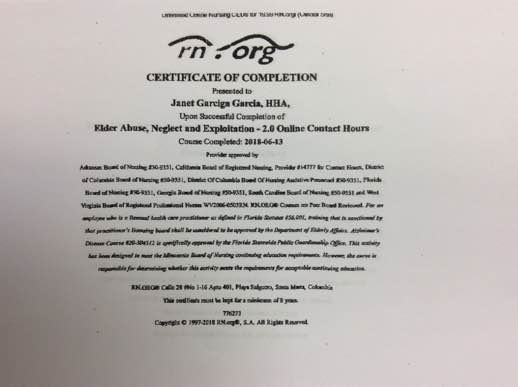 Unlimited Online Nursing CEUs for 19.99 RN.org! (Limited Time)
rn.org
CERTIFICATE OF COMPLETION
Presented to
Janet Garciga Garcia, HHA,
Upon Successful Completion of
Elder Abuse, Neglect and Exploitation - 2.0 Online Contact Hours
Course Completed: 2018-06-13
Provider approved by
Arkansas Board of Nursing #50-9351, California Board of Registered Nursing, Provider #14777 for Contact Hours, District
of Columbia Board Of Nursing #50-9351, District Of Columbia Board Of Nursing Assistive Personnel #50-9351, Florida
Board of Nursing #50-9351, Georgia Board of Nursing #50-9351, South Carolina Board of Nursing #50-9351 and West
Virginia Board of Registered Professional Nurses WV2006-0505RN. RN.ORG® Courses are Peer Board Reviewed. For an
employee who is a licensed health care practitioner as defined in Florida Statutes 456.001, training that is sanctioned by
that practitioner's licensing board shall be considered to be approved by the Department of Elderly Affairs. Alzheimer's
Disease Course #20-304512 is specifically approved by the Florida Statewide Public Guardianship Office. This activity
has been designed to meet the Minnesota Board of Nursing continuing education requirements. However, the nurse is
responsible for determining whether this activity meets the requirements for acceptable continuing education.
RN.ORG® Calle 28 #No 1-16 Apto 401, Playa Salguero, Santa Marta, Colombia
This certificate must be kept for a minimum of 8 years.
776273
Copyright © 1997-2018 RN.org®, S.A. All Rights Reserved.